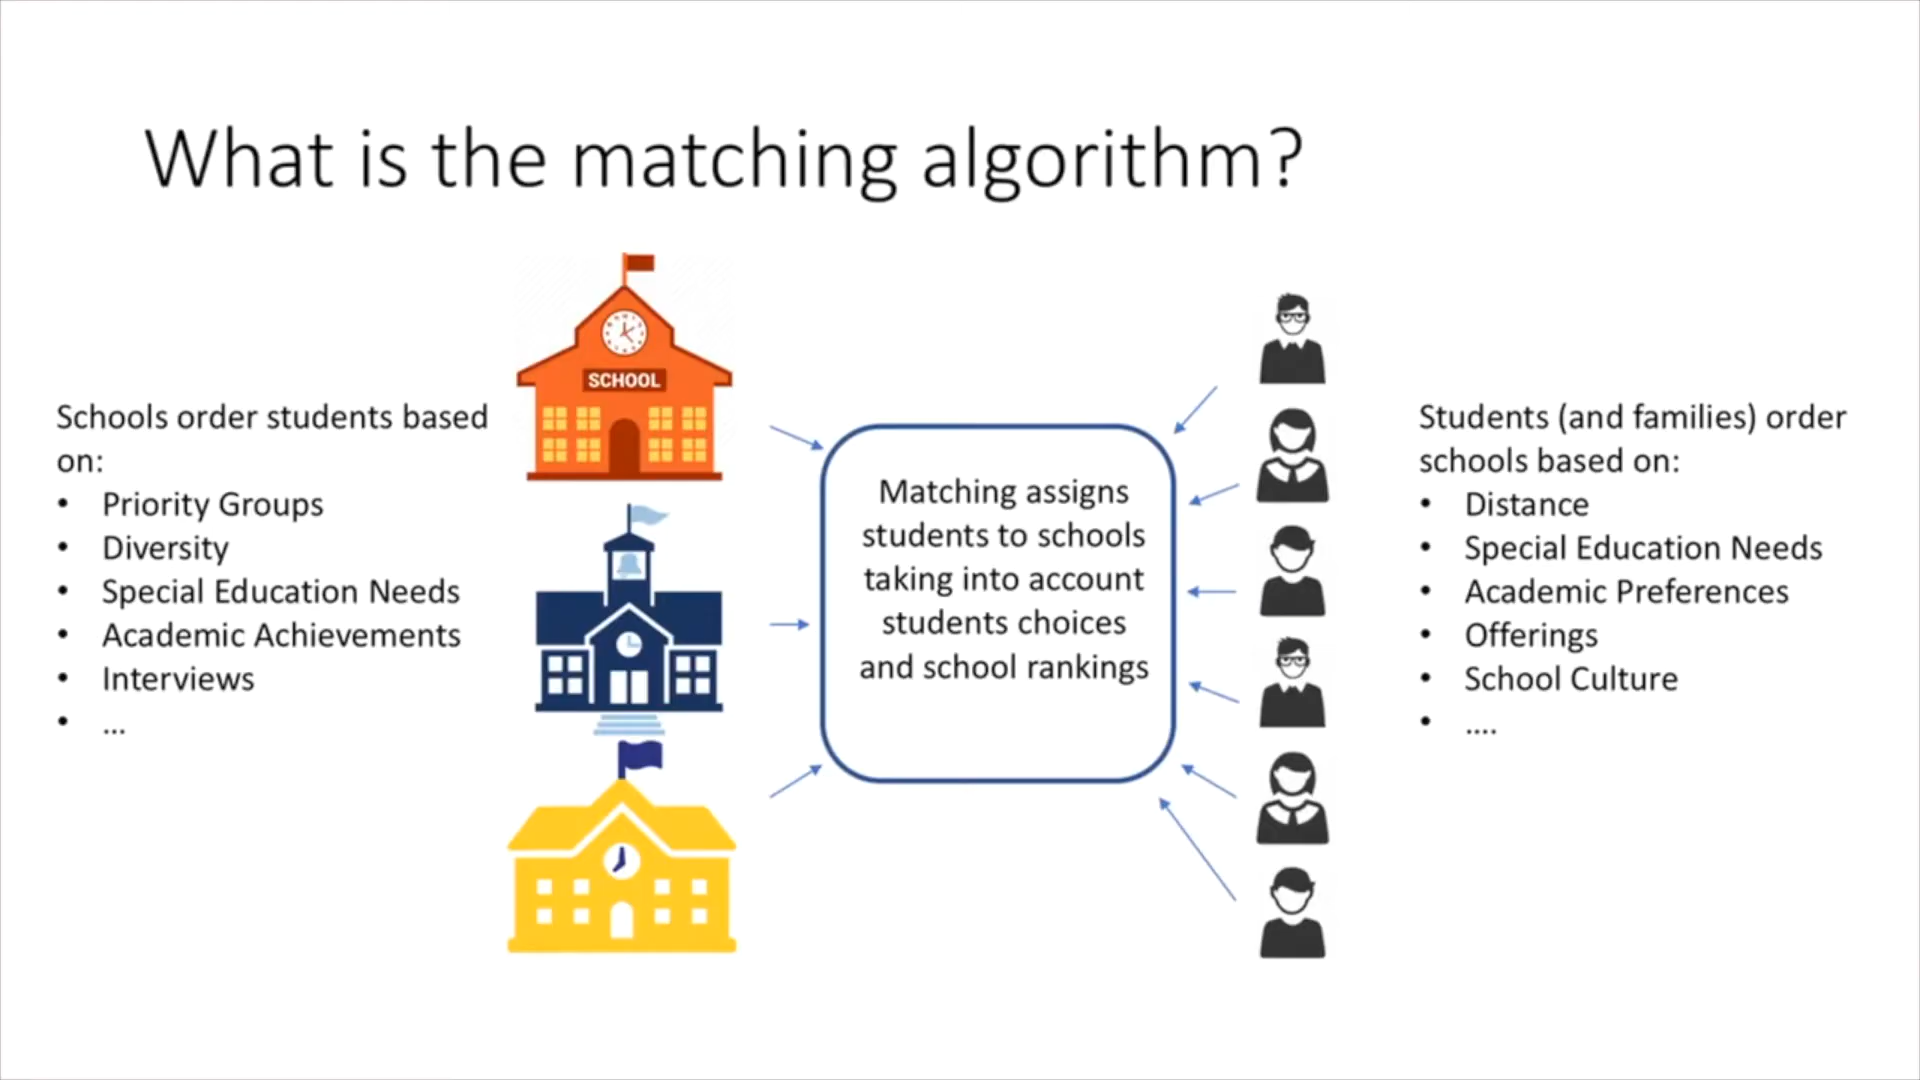 What is the matching algorithm?
SCHOOL
Schools order students based
on:
• Priority Groups
• Diversity
• Special Education Needs
• Academic Achievements
• Interviews
• ...
Matching assigns
students to schools
taking into account
students choices
and school rankings
Students (and families) order
schools based on:
• Distance
• Special Education Needs
• Academic Preferences
• Offerings
• School Culture
• ....